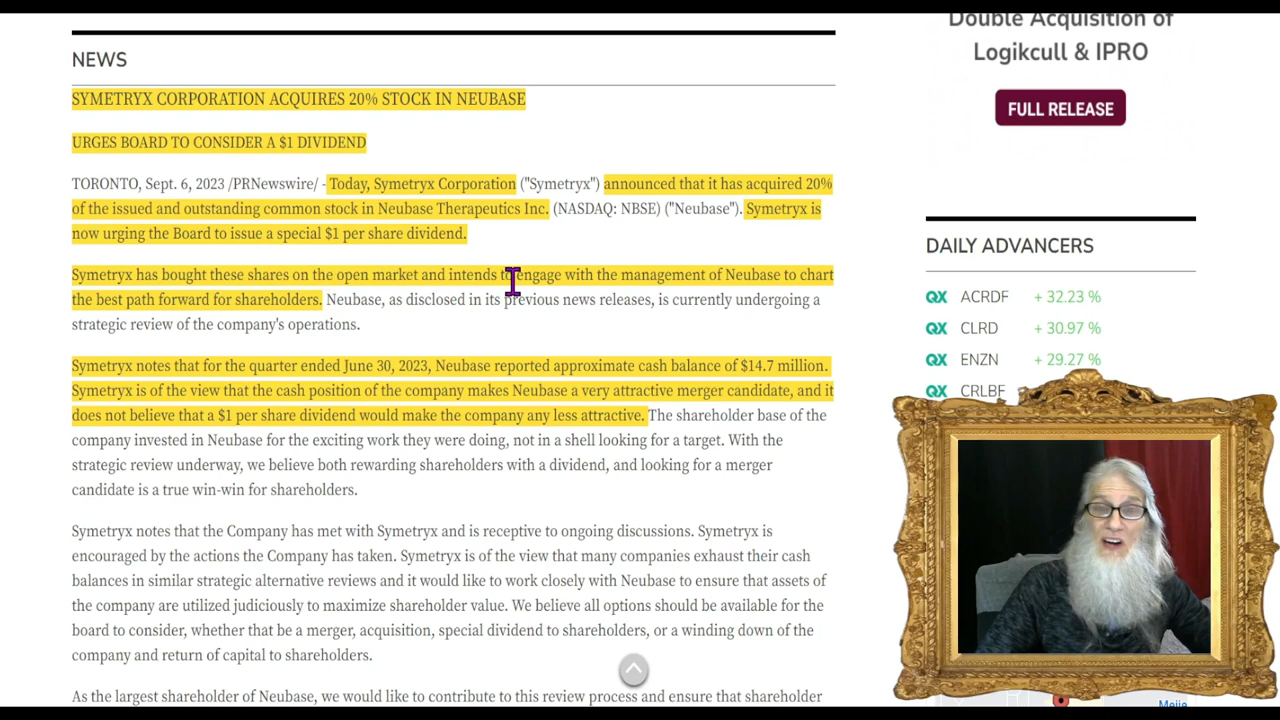 Double Acquisition of
Logikcull & IPRO
FULL RELEASE
NEWS
SYMETRYX CORPORATION ACQUIRES 20% STOCK IN NEUBASE
URGES BOARD TO CONSIDER A $1 DIVIDEND
TORONTO, Sept. 6, 2023 /PRNewswire/ - Today, Symetryx Corporation ("Symetryx") announced that it has acquired 20%
of the issued and outstanding common stock in Neubase Therapeutics Inc. (NASDAQ: NBSE) ("Neubase"). Symetryx is
now urging the Board to issue a special $1 per share dividend.
Symetryx has bought these shares on the open market and intends to engage with the management of Neubase to chart
the best path forward for shareholders. Neubase, as disclosed in its previous news releases, is currently undergoing a
strategic review of the company's operations.
Symetryx notes that for the quarter ended June 30, 2023, Neubase reported approximate cash balance of $14.7 million.
Symetryx is of the view that the cash position of the company makes Neubase a very attractive merger candidate, and it
does not believe that a $1 per share dividend would make the company any less attractive. The shareholder base of the
company invested in Neubase for the exciting work they were doing, not in a shell looking for a target. With the
strategic review underway, we believe both rewarding shareholders with a dividend, and looking for a merger
candidate is a true win-win for shareholders.
Symetryx notes that the Company has met with Symetryx and is receptive to ongoing discussions. Symetryx is
encouraged by the actions the Company has taken. Symetryx is of the view that many companies exhaust their cash
balances in similar strategic alternative reviews and it would like to work closely with Neubase to ensure that assets of
the company are utilized judiciously to maximize shareholder value. We believe all options should be available for the
board to consider, whether that be a merger, acquisition, special dividend to shareholders, or a winding down of the
company and return of capital to shareholders.
As the largest shareholder of Neubase, we would like to contribute to this review process and ensure that shareholder
DAILY ADVANCERS
QX ACRDF + 32.23 %
QX CLRD + 30.97 %
QX ENZN + 29.27 %
QX CRLBF